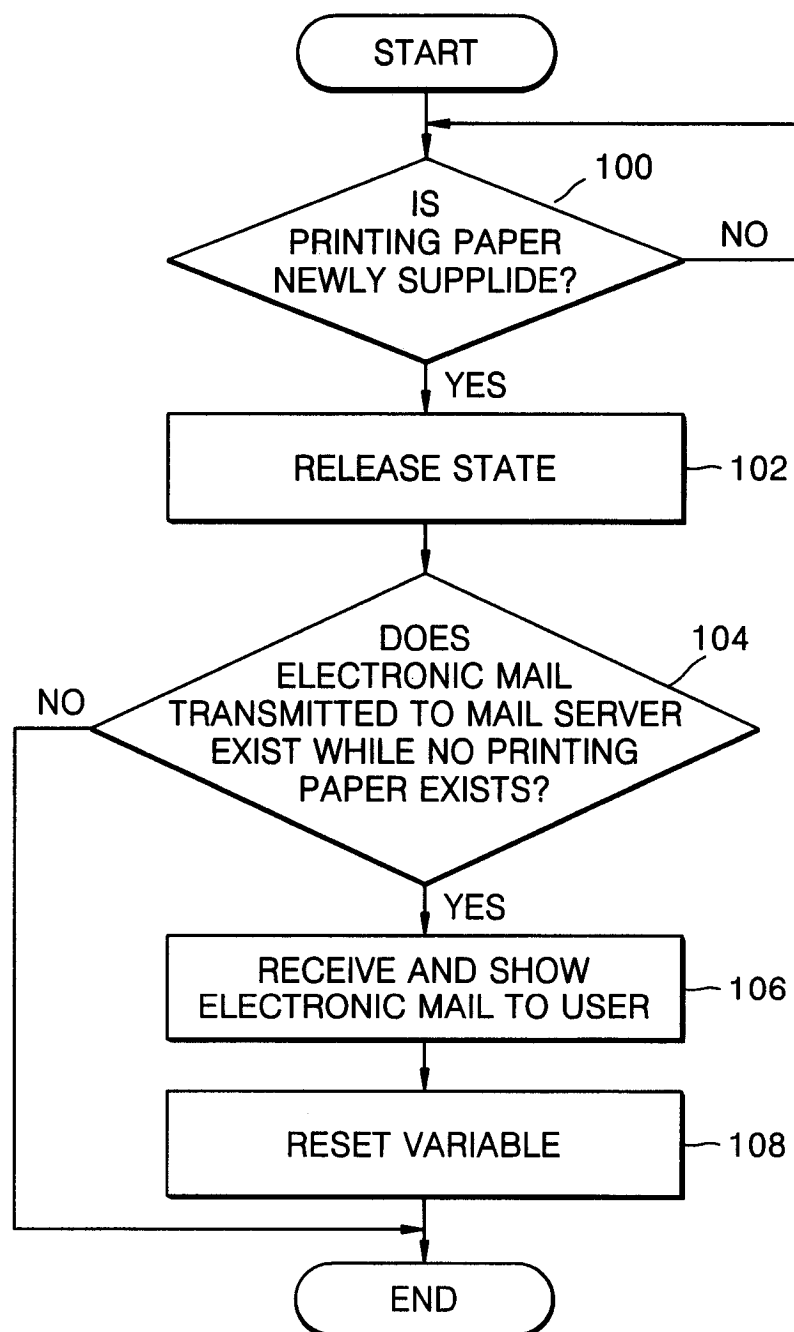 START
100
IS
PRINTING PAPER
NEWLY SUPPLIDE?
NO
YES
RELEASE STATE
102
DOES
ELECTRONIC MAIL
TRANSMITTED TO MAIL SERVER
EXIST WHILE NO PRINTING
PAPER EXISTS?
104
NO
YES
RECEIVE AND SHOW
ELECTRONIC MAIL TO USER
106
RESET VARIABLE
108
END